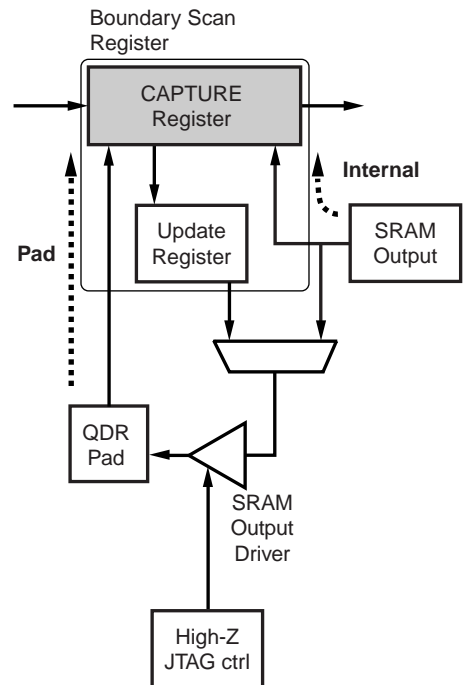 Boundary Scan
Register
CAPTURE
Register
Internal
Pad
Update
Register
SRAM
Output
QDR
Pad
SRAM
Output
Driver
High-Z
JTAG ctrl